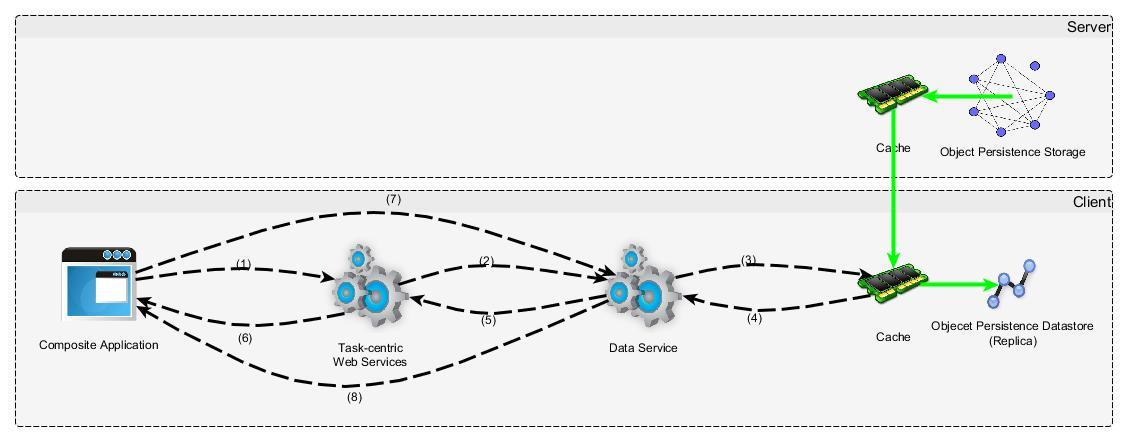 Server
Cache
Object Persistence Storage
Client
(7)
(1)
(2)
(3)
(4)
(5)
(6)
(8)
Composite Application
Task-centric
Web Services
Data Service
Cache
Objecet Persistence Datastore
(Replica)